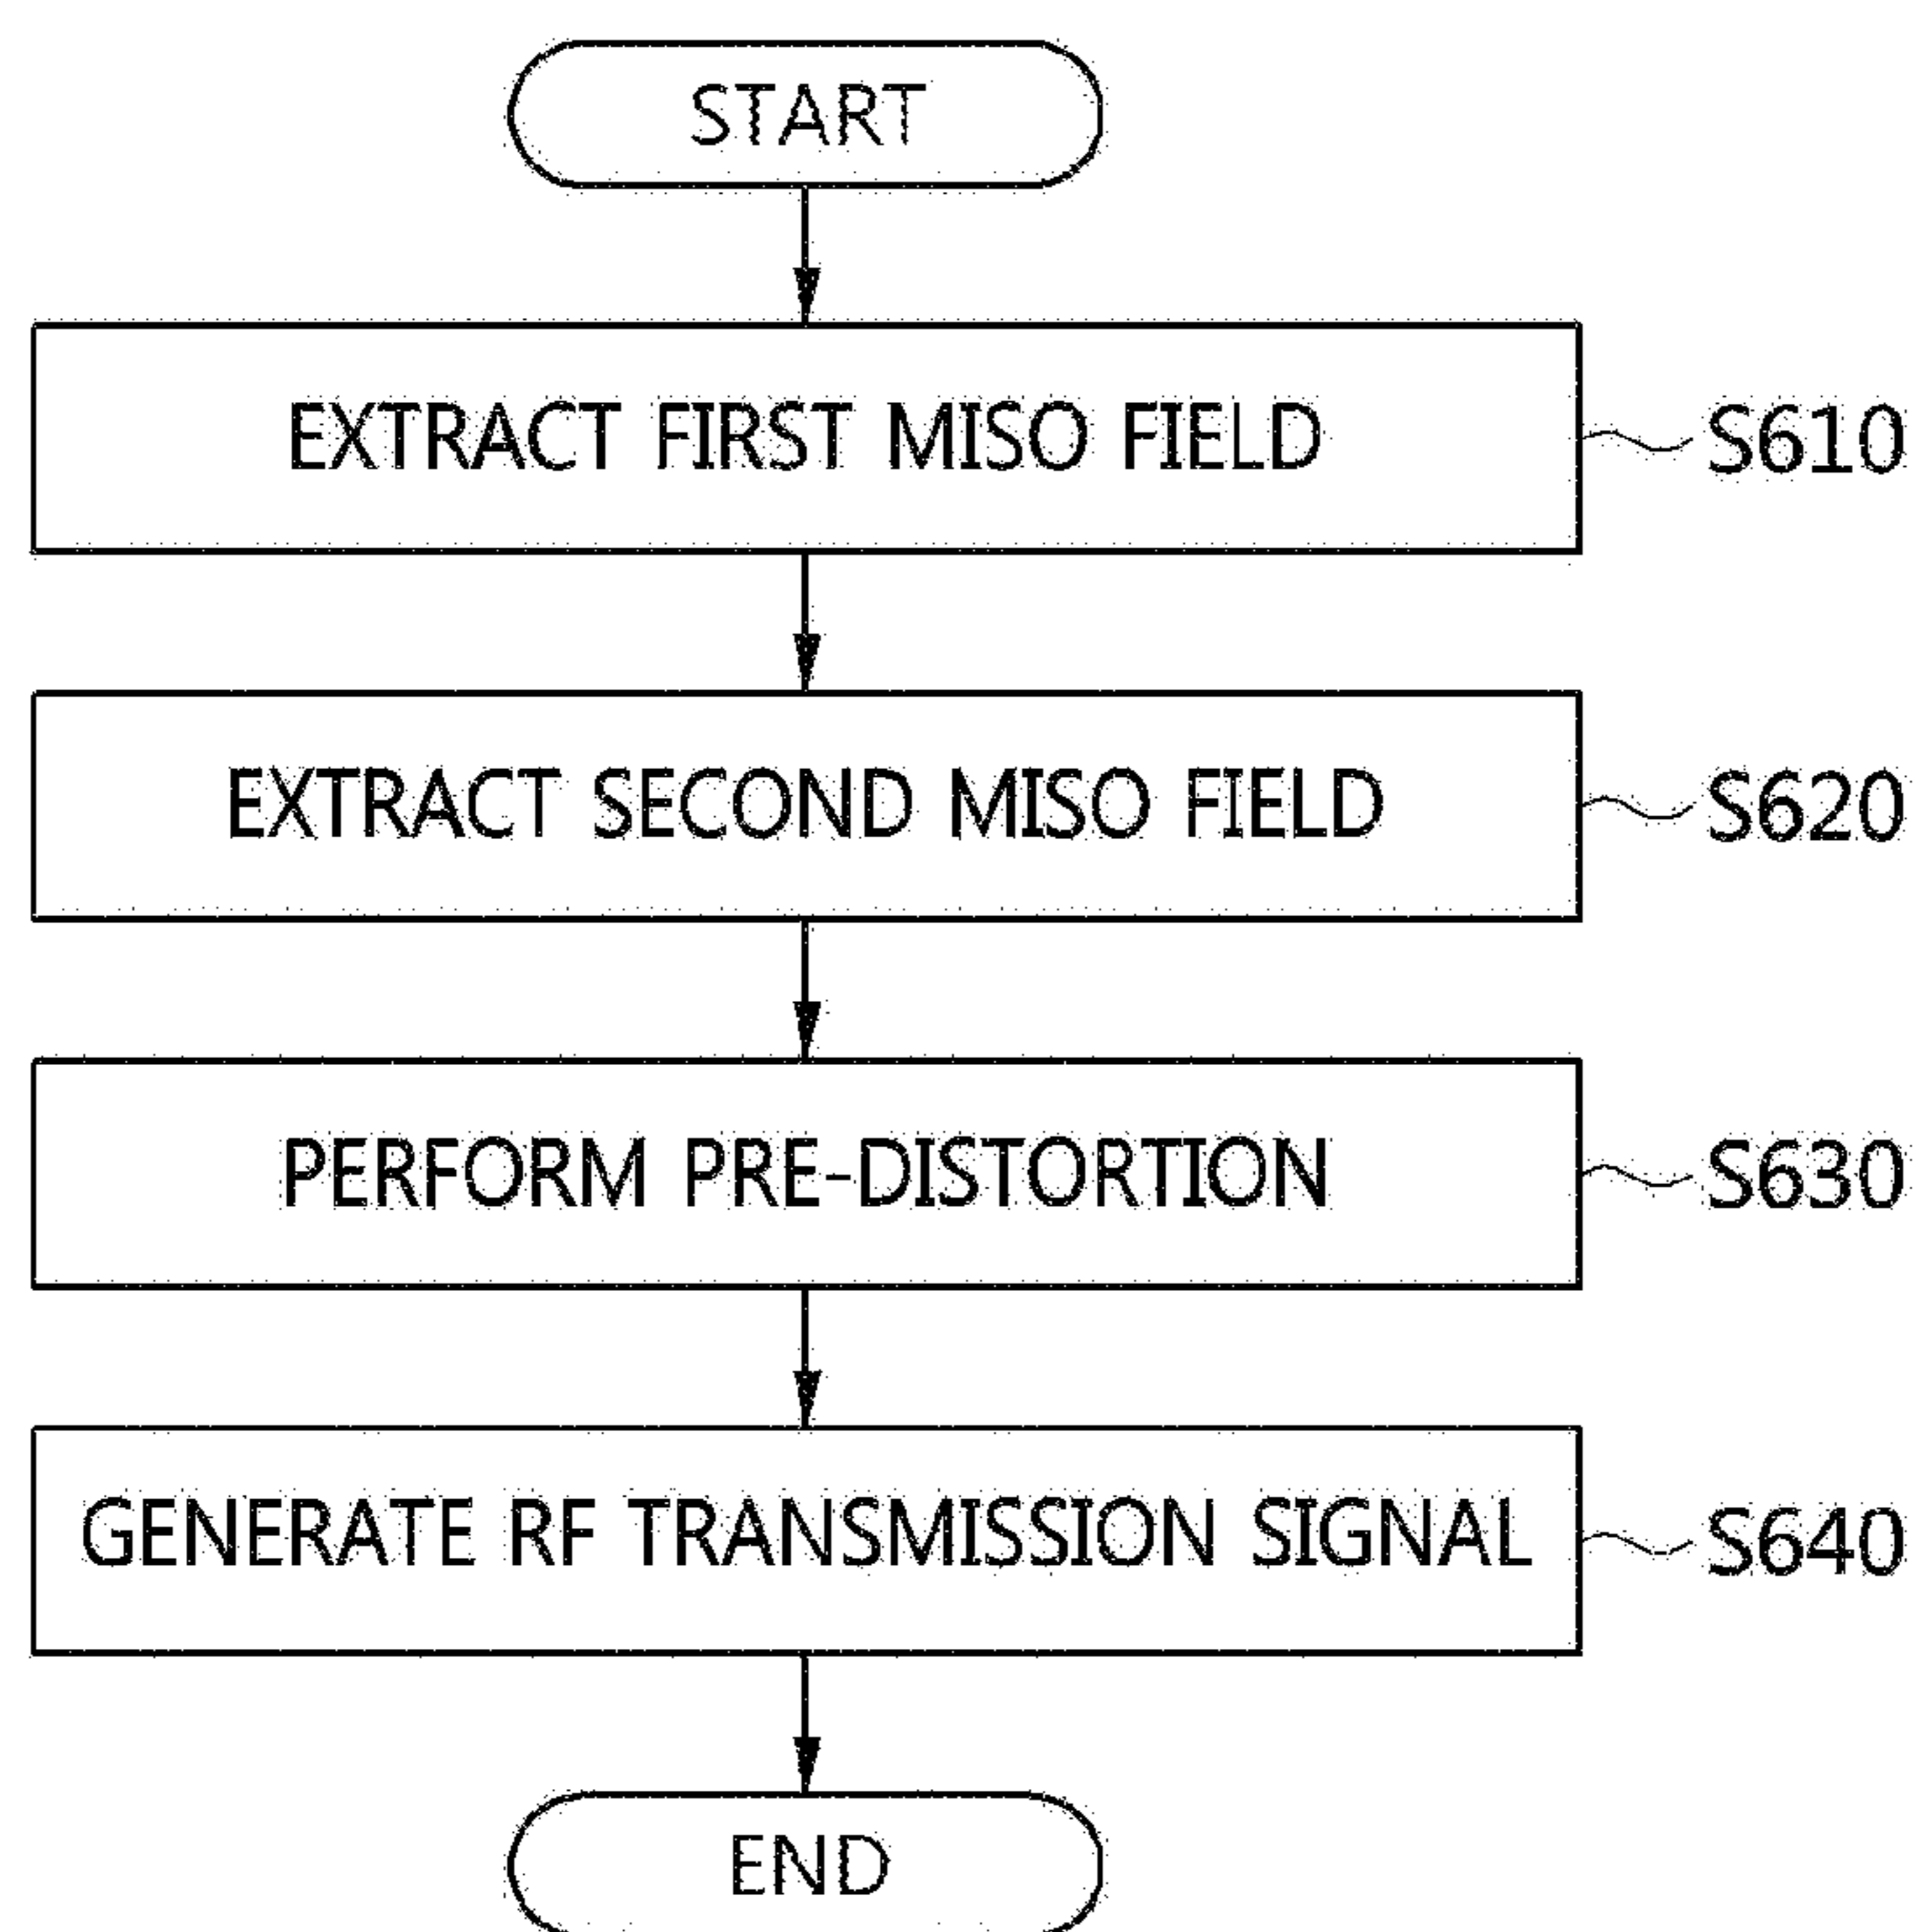 START
EXTRACT FIRST MISO FIELD
S610
EXTRACT SECOND MISO FIELD
S620
PERFORM PRE-DISTORTION
S630
GENERATE RF TRANSMISSION SIGNAL
S640
END